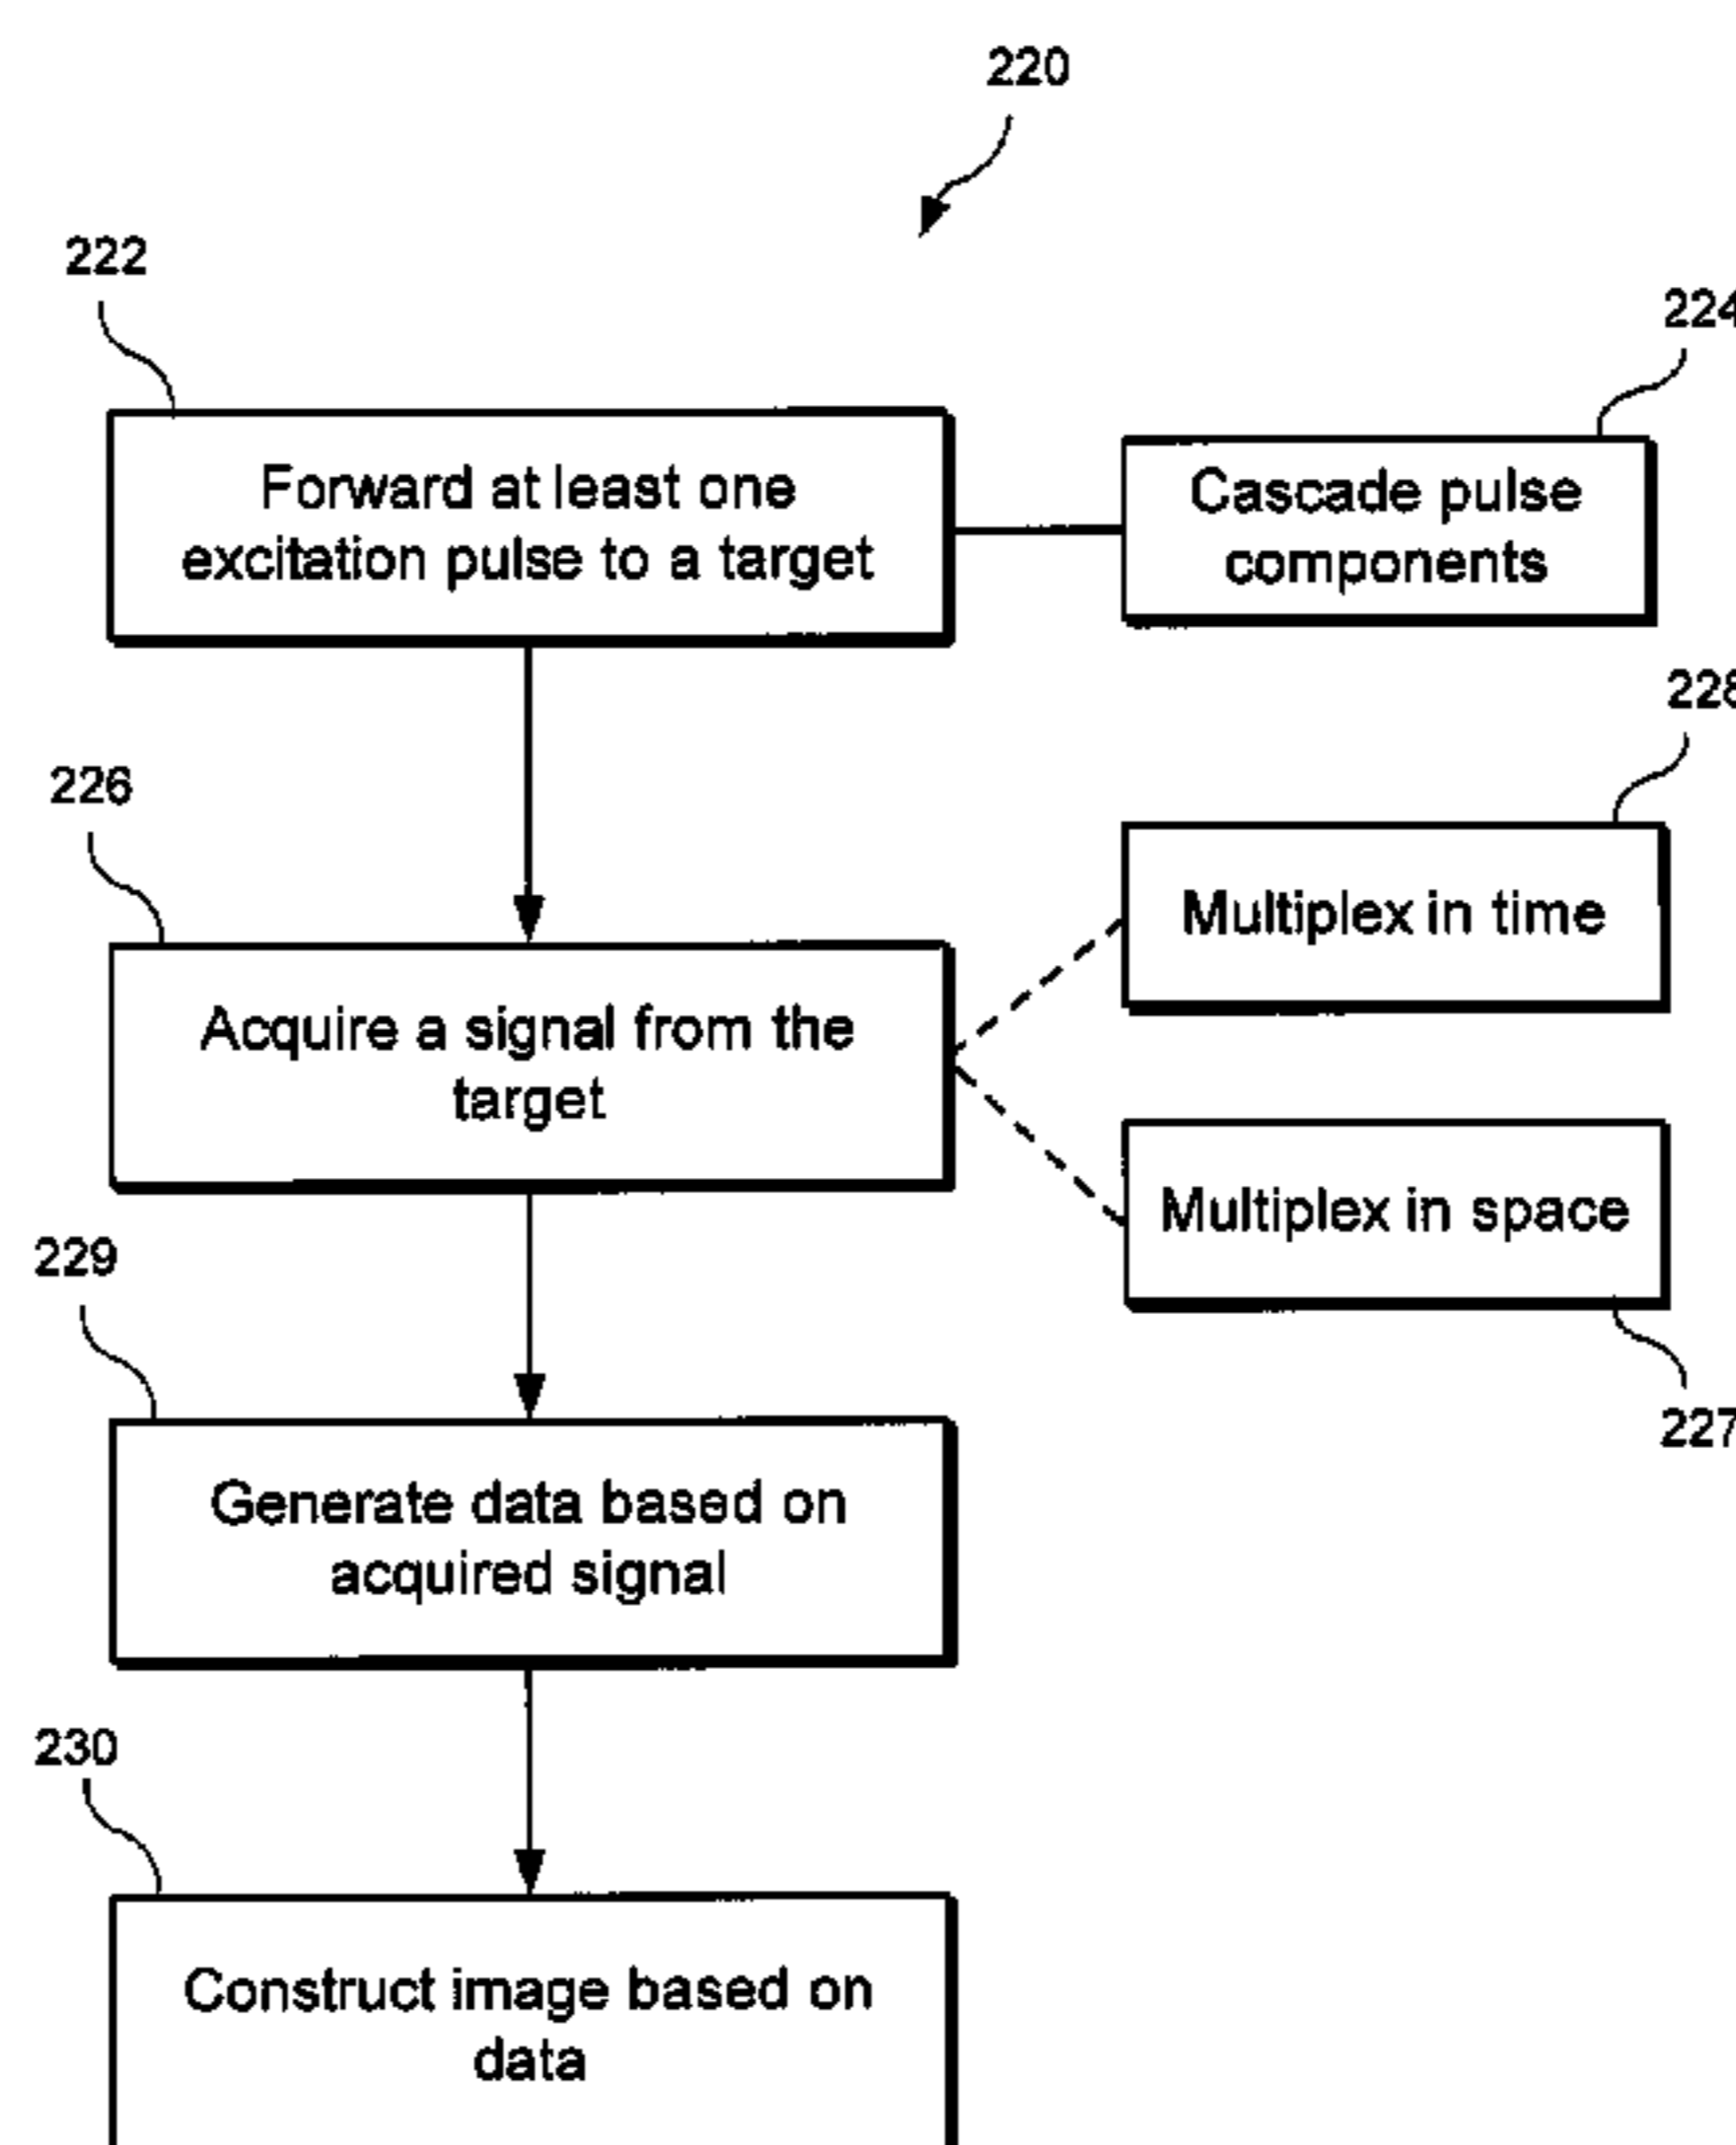 220
222
224
Forward at least one
excitation pulse to a target
Cascade pulse
components
228
226
Multiplex in time
Acquire a signal from the
target
Multiplex in space
229
227
Generate data based on
acquired signal
230
Construct image based on
data